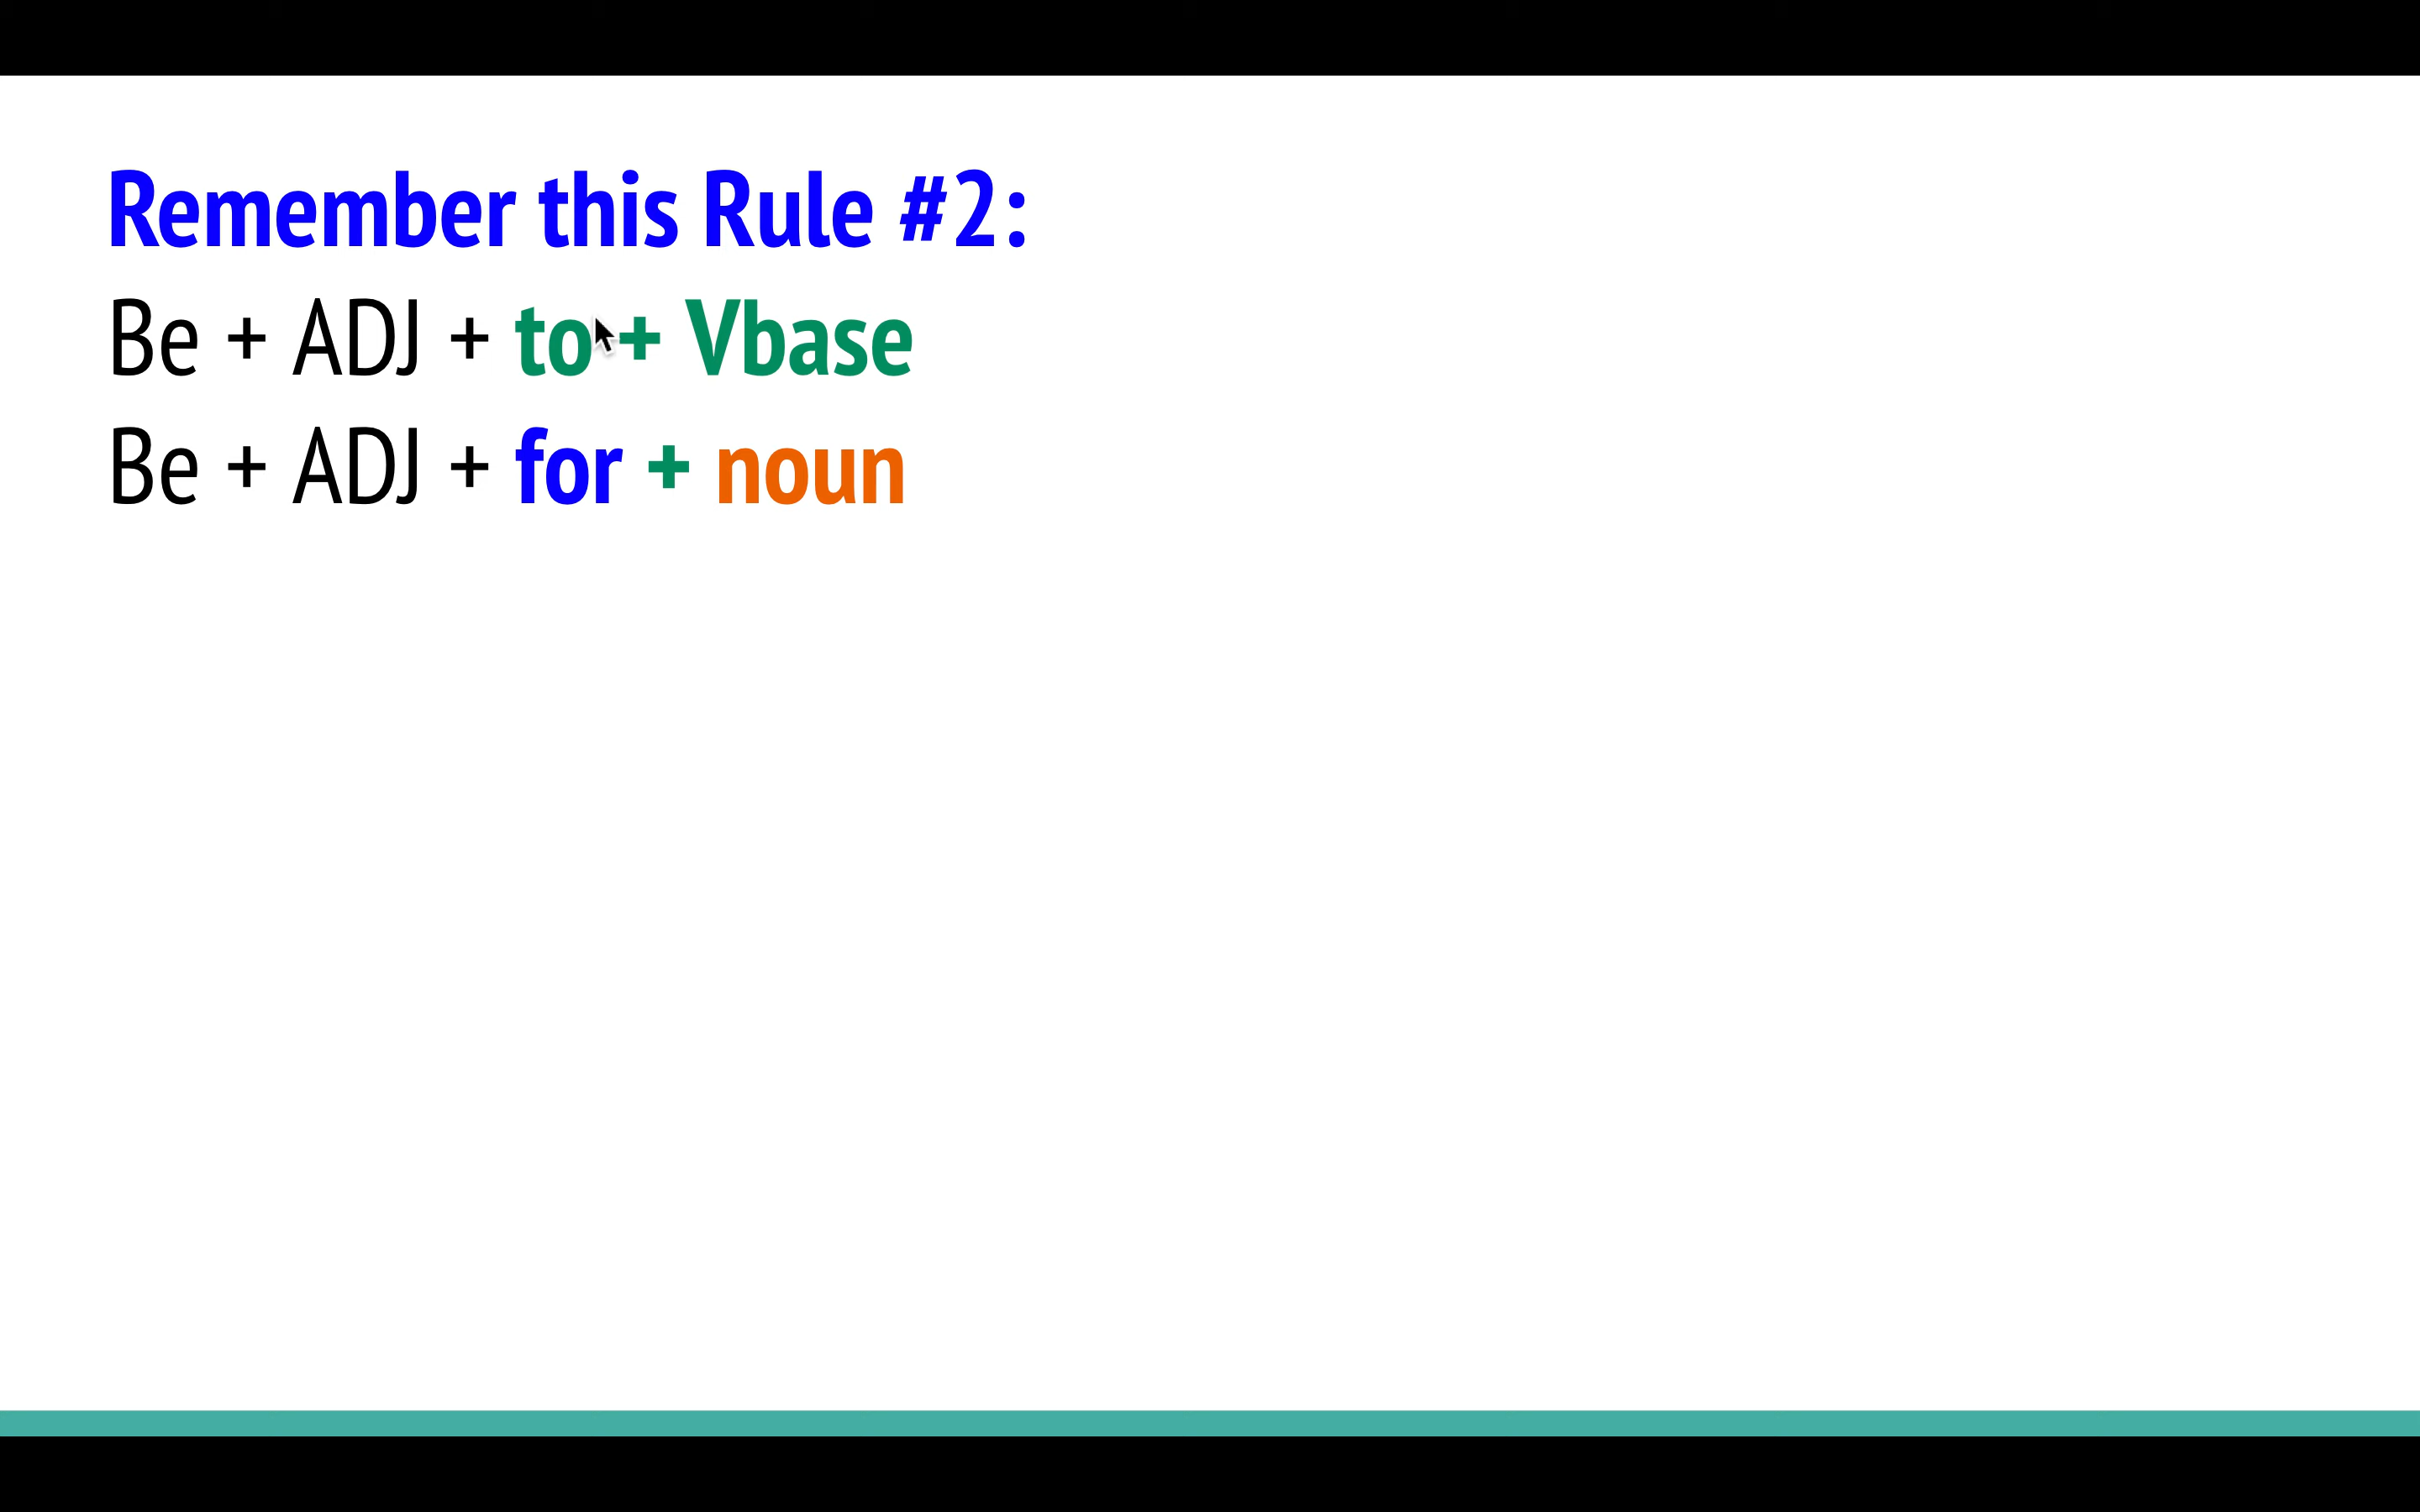 Remember this Rule #2:
Be + ADJ + to + Vbase
Be + ADJ + for + noun